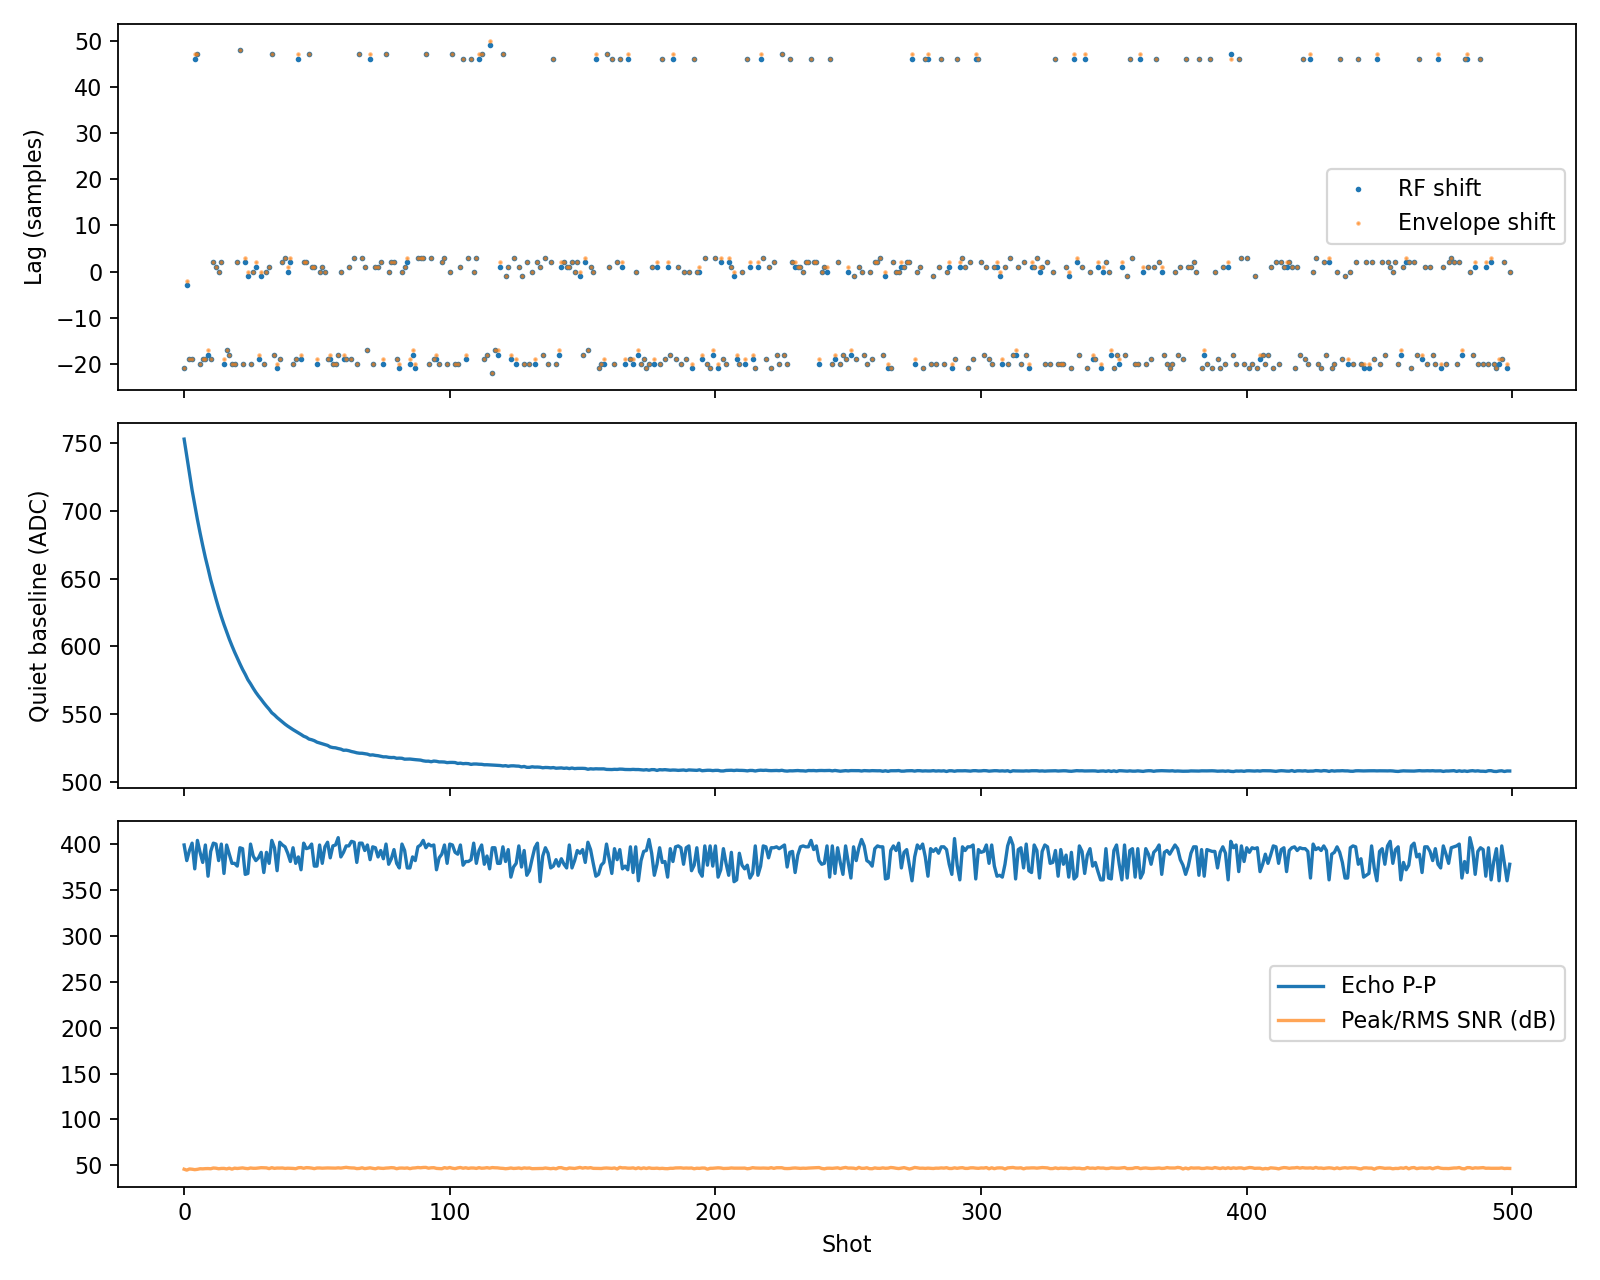 50
40
30
20
10
0
−10
−20
Lag (samples)
RF shift
Envelope shift
750
700
650
600
550
500
Quiet baseline (ADC)
400
350
300
250
200
150
100
50
Echo P-P
Peak/RMS SNR (dB)
0 100 200 300 400 500
Shot